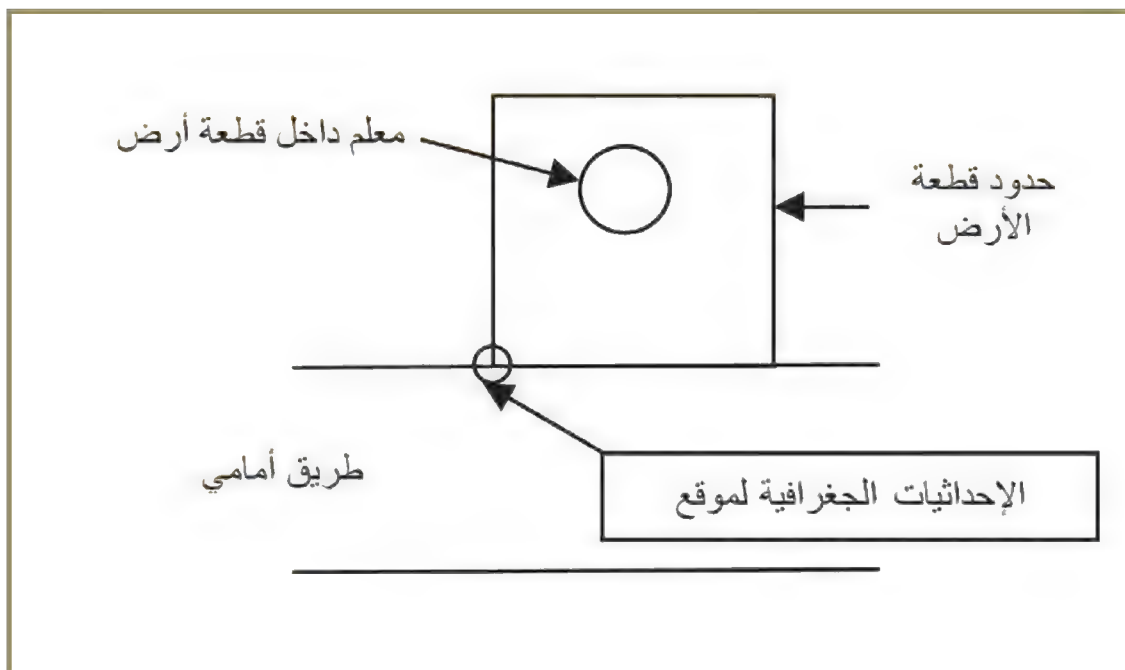 معلم داخل قطعة أرض
حدود قطعة
الأرض
طريق أمامي
الإحداثيات الجغرافية لموقع